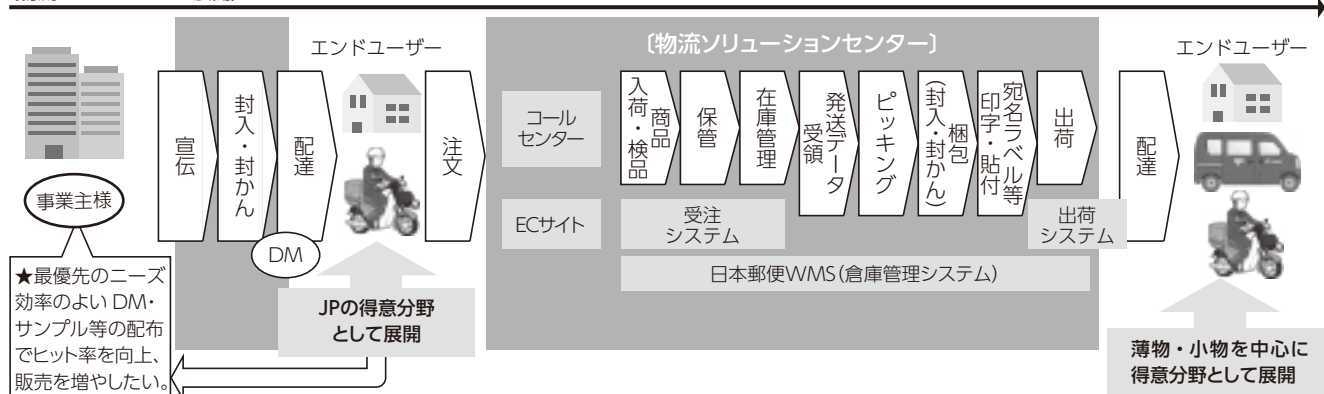 事業主様
★最優先のニーズ
効率のよい DM・
サンプル等の配布
でヒット率を向上、
販売を増やしたい。
宣伝
封入・封かん
配達
DM
エンドユーザー
JPの得意分野
として展開
注文
〔物流ソリューションセンター〕
コール
センター
ECサイト
商品
入荷・検品
保管
在庫管理
発送データ
受領
ピッキング
梱包
(封入・封かん)
宛名ラベル等
印字・貼付
出荷
受注
システム
出荷
システム
日本郵便WMS(倉庫管理システム)
配達
エンドユーザー
薄物・小物を中心に
得意分野として展開